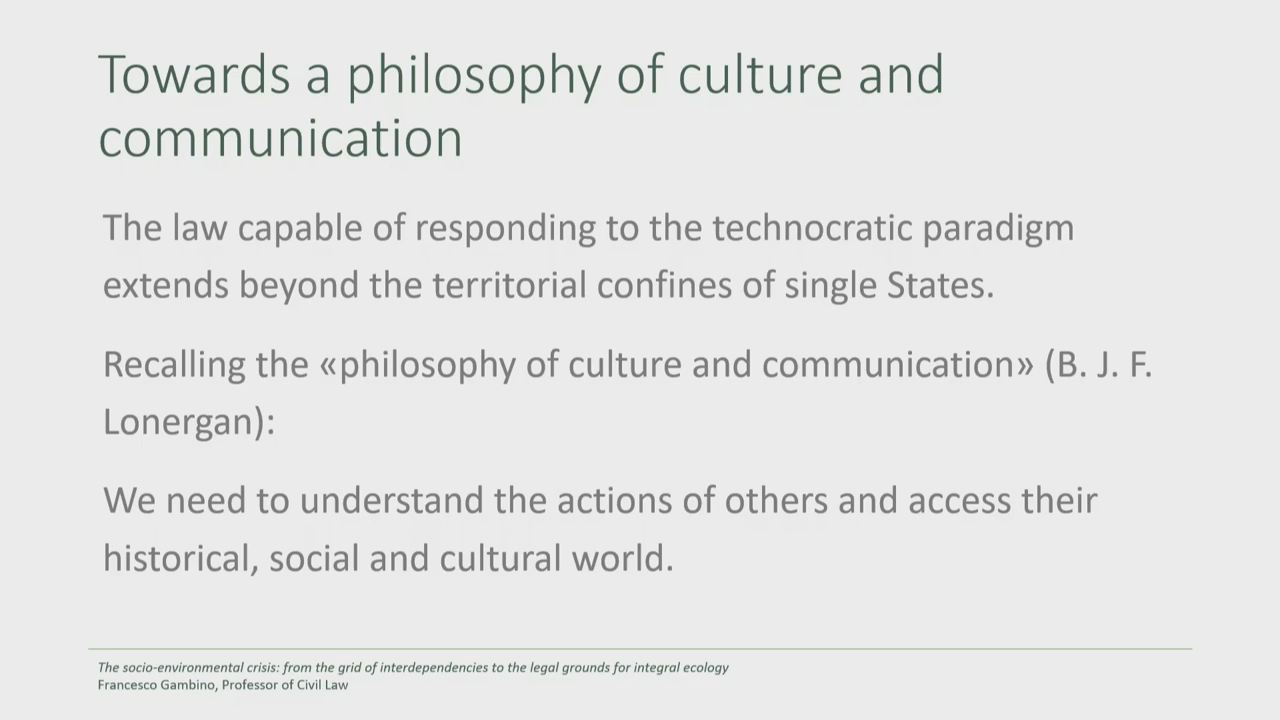 Towards a philosophy of culture and
communication
The law capable of responding to the technocratic paradigm
extends beyond the territorial confines of single States.
Recalling the «philosophy of culture and communication» (B. J. F.
Lonergan):
We need to understand the actions of others and access their
historical, social and cultural world.
The socio-environmental crisis: from the grid of interdependencies to the legal grounds for integral ecology
Francesco Gambino, Professor of Civil Law